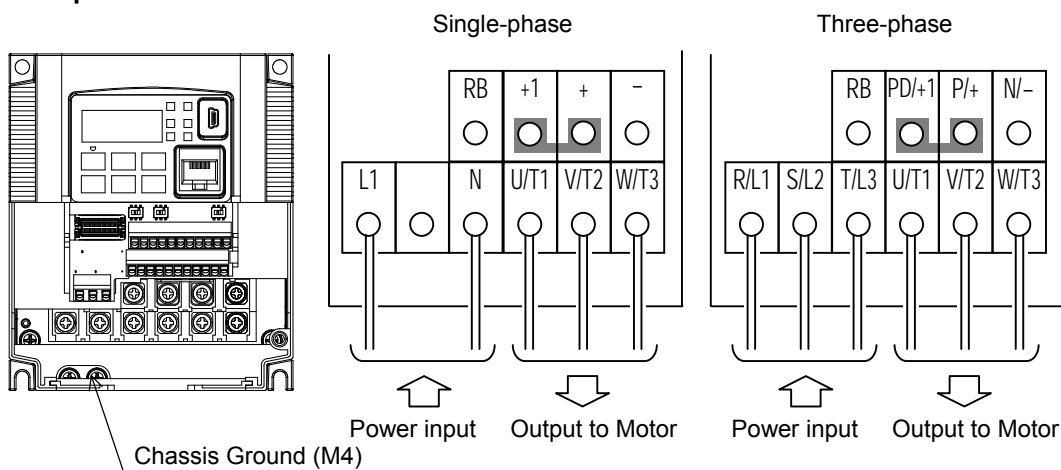 Single-phase
Three-phase
RB +1 + −
L1 N U/T1 V/T2 W/T3
RB PD/+1 P/+ N/−
R/L1 S/L2 T/L3 U/T1 V/T2 W/T3
Power input Output to Motor
Power input Output to Motor
Chassis Ground (M4)